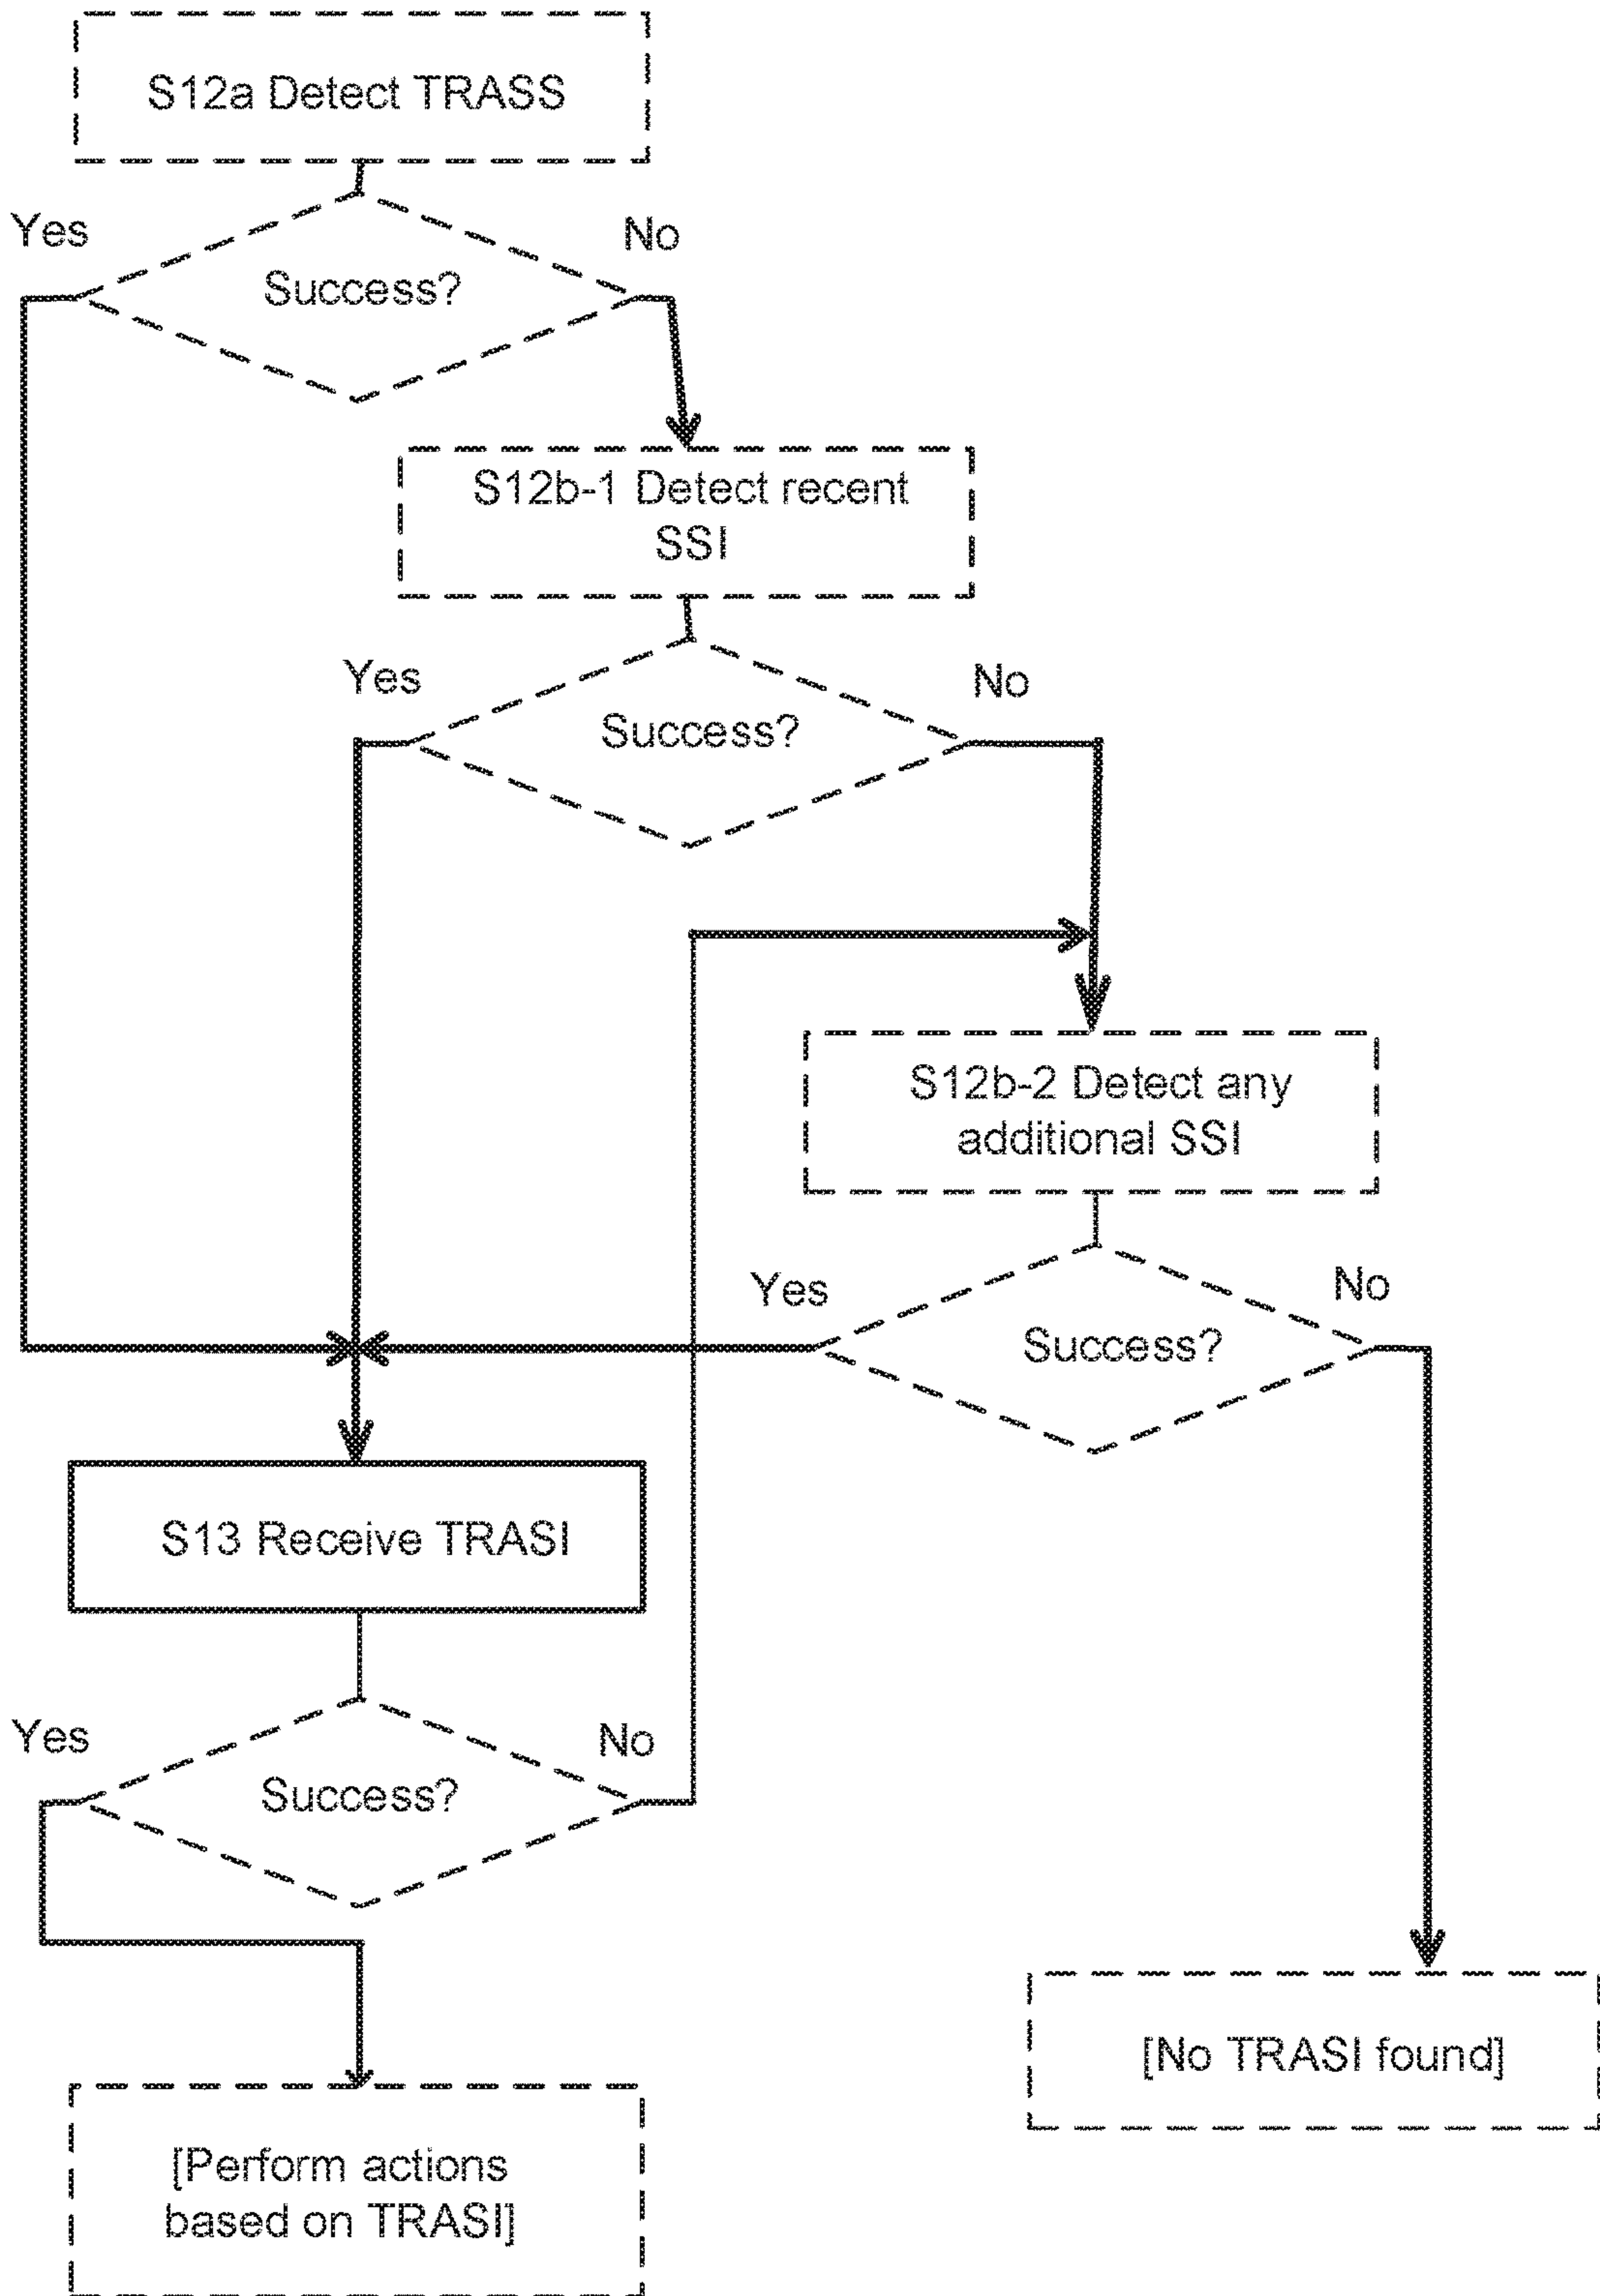 S12a Detect TRASS
Yes
No
Success?
S12b-1 Detect recent
SSI
Yes
No
Success?
S12b-2 Detect any
additional SSI
Yes
No
Success?
S13 Receive TRASI
Yes
No
Success?
[No TRASI found]
[Perform actions
based on TRASI]